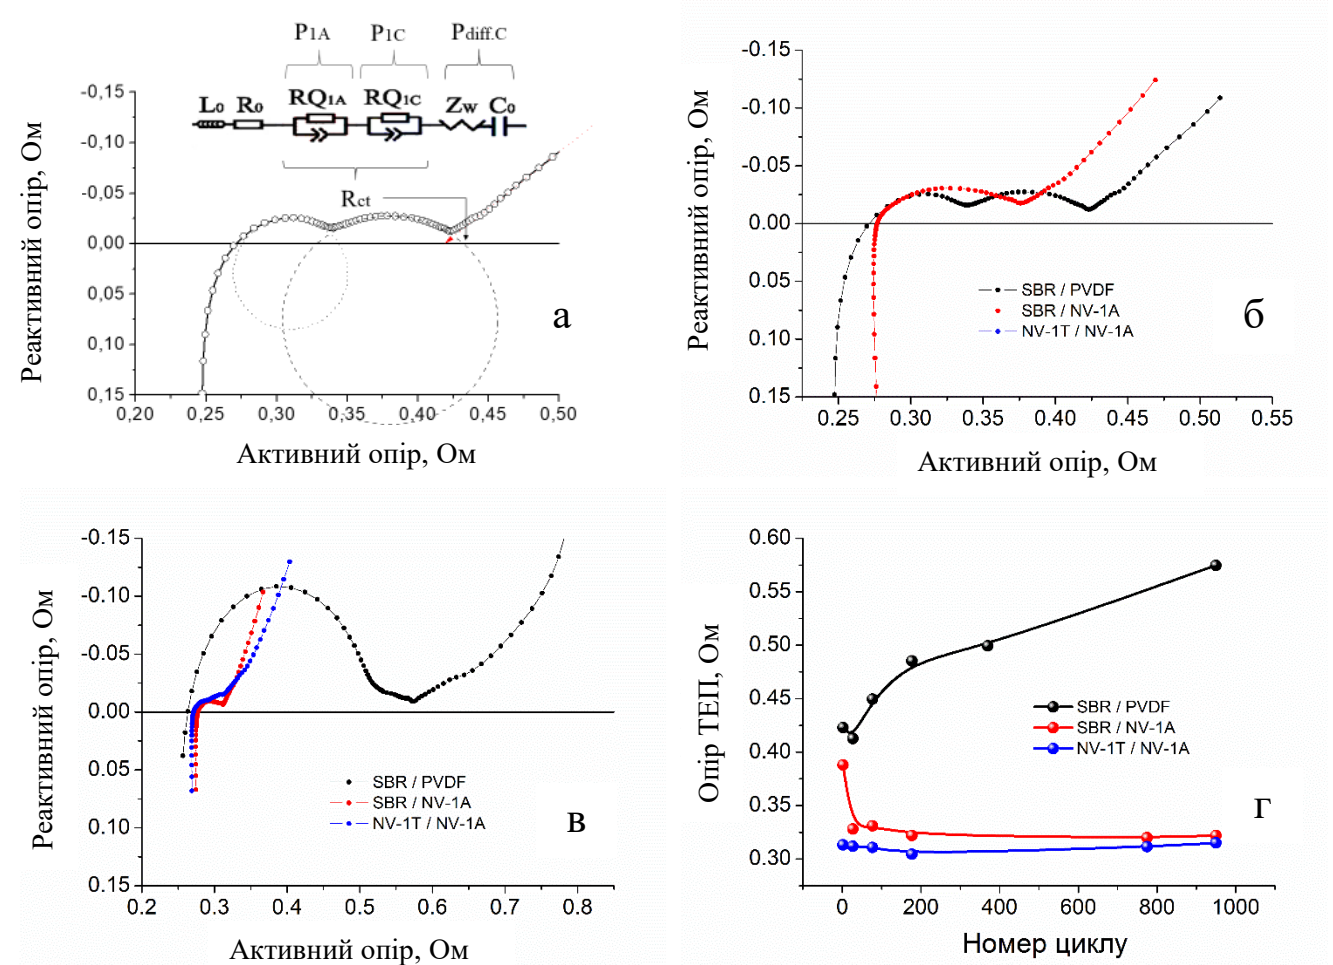 P1A P1C Pdiff.C
L0 R0 RQ1A RQ1C Zw C0
Rct
-0,15
-0,10
-0,05
0,00
0,05
0,10
0,15
0,20 0,25 0,30 0,35 0,40 0,45 0,50
Реактивний опір, Ом
Активний опір, Ом
а
-0.15
-0.10
-0.05
0.00
0.05
0.10
0.15
0.25 0.30 0.35 0.40 0.45 0.50 0.55
Реактивний опір, Ом
Активний опір, Ом
SBR / PVDF
SBR / NV-1A
NV-1T / NV-1A
б
-0.15
-0.10
-0.05
0.00
0.05
0.10
0.15
0.2 0.3 0.4 0.5 0.6 0.7 0.8
Реактивний опір, Ом
Активний опір, Ом
SBR / PVDF
SBR / NV-1A
NV-1T / NV-1A
в
0.60
0.55
0.50
0.45
0.40
0.35
0.30
0 200 400 600 800 1000
Опір ТЕП, Ом
Номер циклу
SBR / PVDF
SBR / NV-1A
NV-1T / NV-1A
г